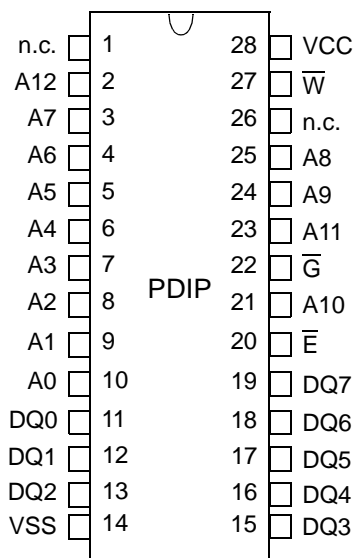 n.c. 1 28 VCC
A12 2 27 W̅
A7 3 26 n.c.
A6 4 25 A8
A5 5 24 A9
A4 6 23 A11
A3 7 22 G̅
PDIP
A2 8 21 A10
A1 9 20 E̅
A0 10 19 DQ7
DQ0 11 18 DQ6
DQ1 12 17 DQ5
DQ2 13 16 DQ4
VSS 14 15 DQ3